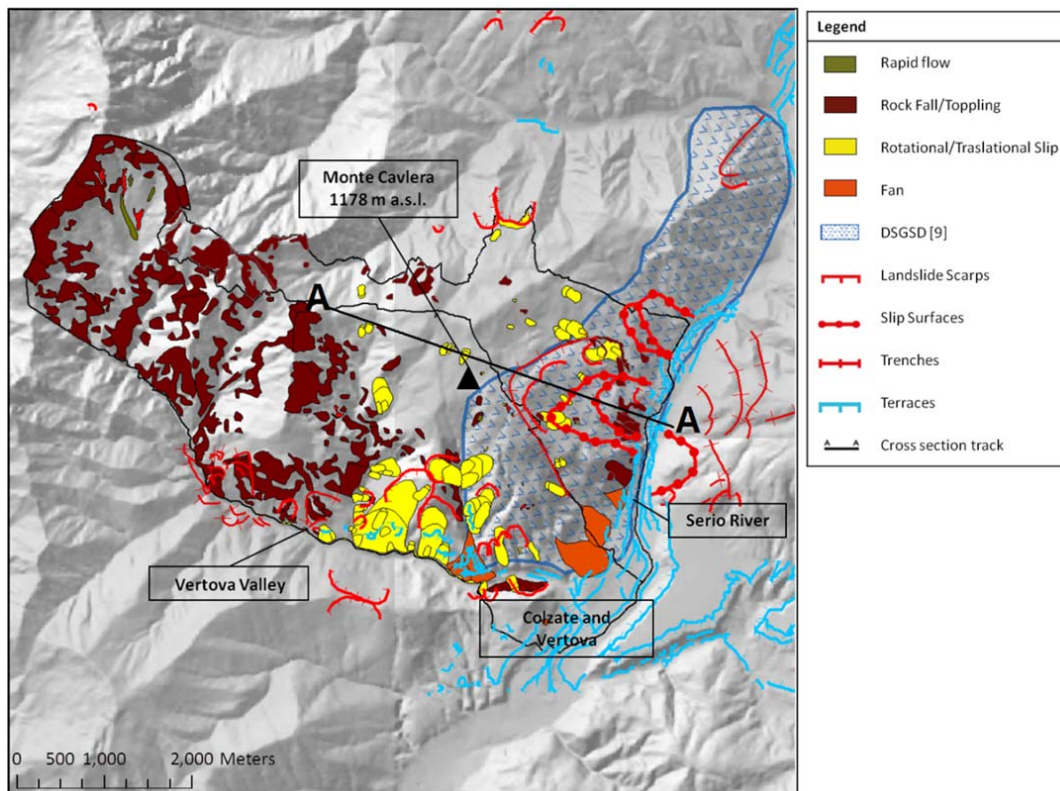 Monte Cavlera
1178 m a.s.l.
A
A
Serio River
Vertova Valley
Colzate and
Vertova
0 500 1,000 2,000 Meters
Legend
Rapid flow
Rock Fall/Toppling
Rotational/Traslational Slip
Fan
DSGSD [9]
Landslide Scarps
Slip Surfaces
Trenches
Terraces
Cross section track